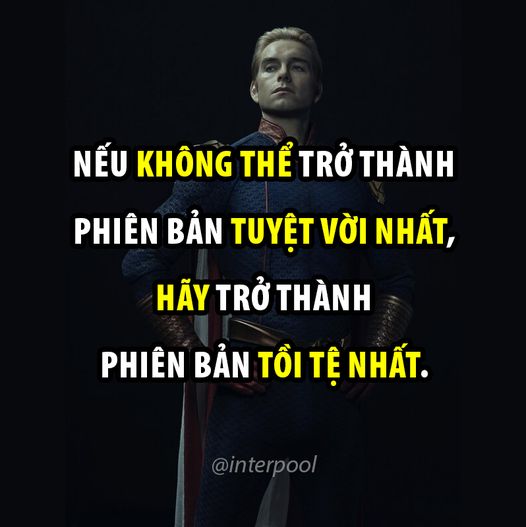 NẾU KHÔNG THỂ TRỞ THÀNH
PHIÊN BẢN TUYỆT VỜI NHẤT,
HÃY TRỞ THÀNH
PHIÊN BẢN TỒI TỆ NHẤT.
@interpool